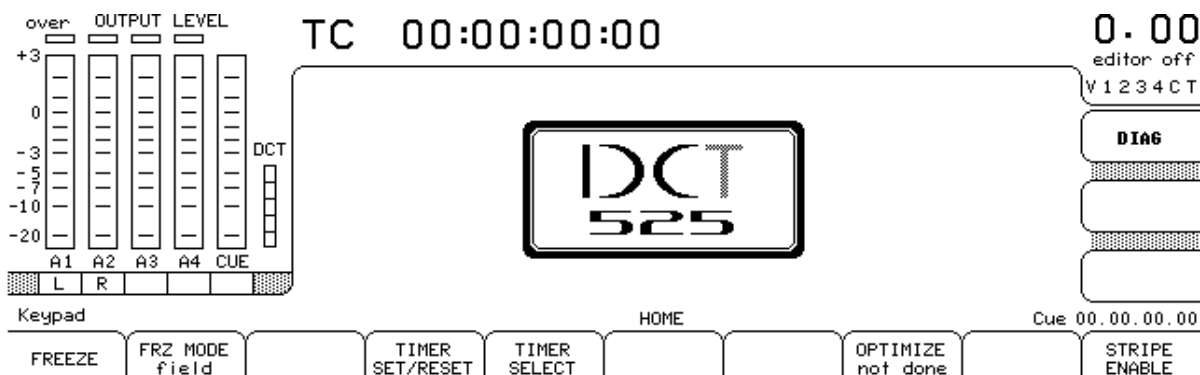 over OUTPUT LEVEL
TC 00:00:00:00
0.00
editor off
V 1 2 3 4 C T
+3
0
-3
-5
-7
-10
-20
DCT
A1 A2 A3 A4 CUE
L R
DCT
525
DIAG
Keypad HOME Cue 00.00.00.00
FREEZE
FRZ MODE
field
TIMER
SET/RESET
TIMER
SELECT
OPTIMIZE
not done
STRIPE
ENABLE